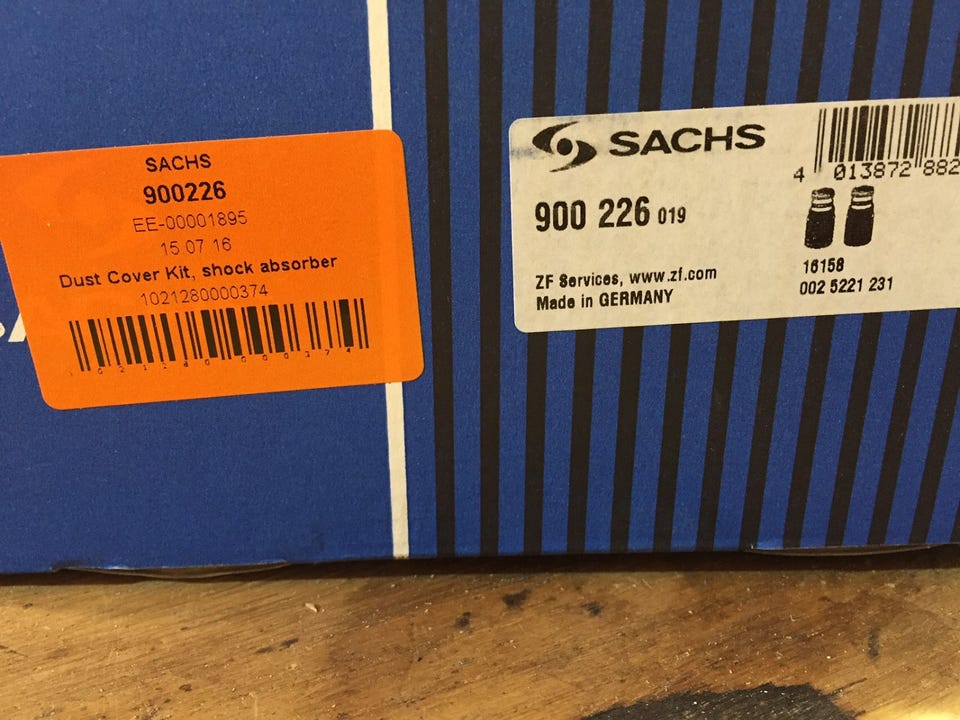 SACHS
900226
EE-00001895
15.07 16
Dust Cover Kit, shock absorber
1021280000374
1021280000374
SACHS
4 013872 882
900 226 019
ZF Services, www.zf.com
Made in GERMANY
16158
002 5221 231